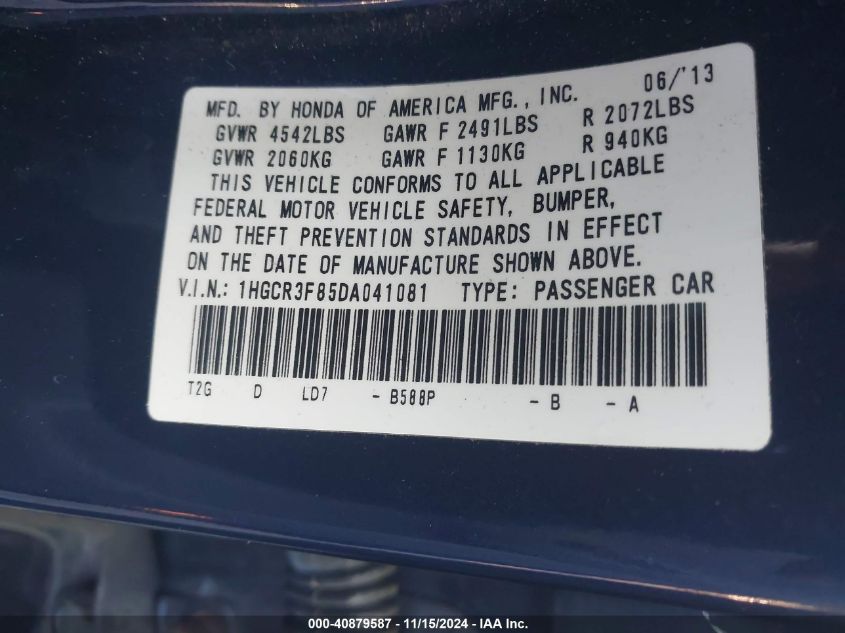 MFD. BY HONDA OF AMERICA MFG., INC. 06/'13
GVWR 4542LBS GAWR F 2491LBS R 2072LBS
GVWR 2060KG GAWR F 1130KG R 940KG
THIS VEHICLE CONFORMS TO ALL APPLICABLE
FEDERAL MOTOR VEHICLE SAFETY, BUMPER,
AND THEFT PREVENTION STANDARDS IN EFFECT
ON THE DATE OF MANUFACTURE SHOWN ABOVE.
V.I.N.: 1HGCR3F85DA041081 TYPE: PASSENGER CAR
T2G D LD7 - B588P - B - A
000-40879587 - 11/15/2024 - IAA Inc.